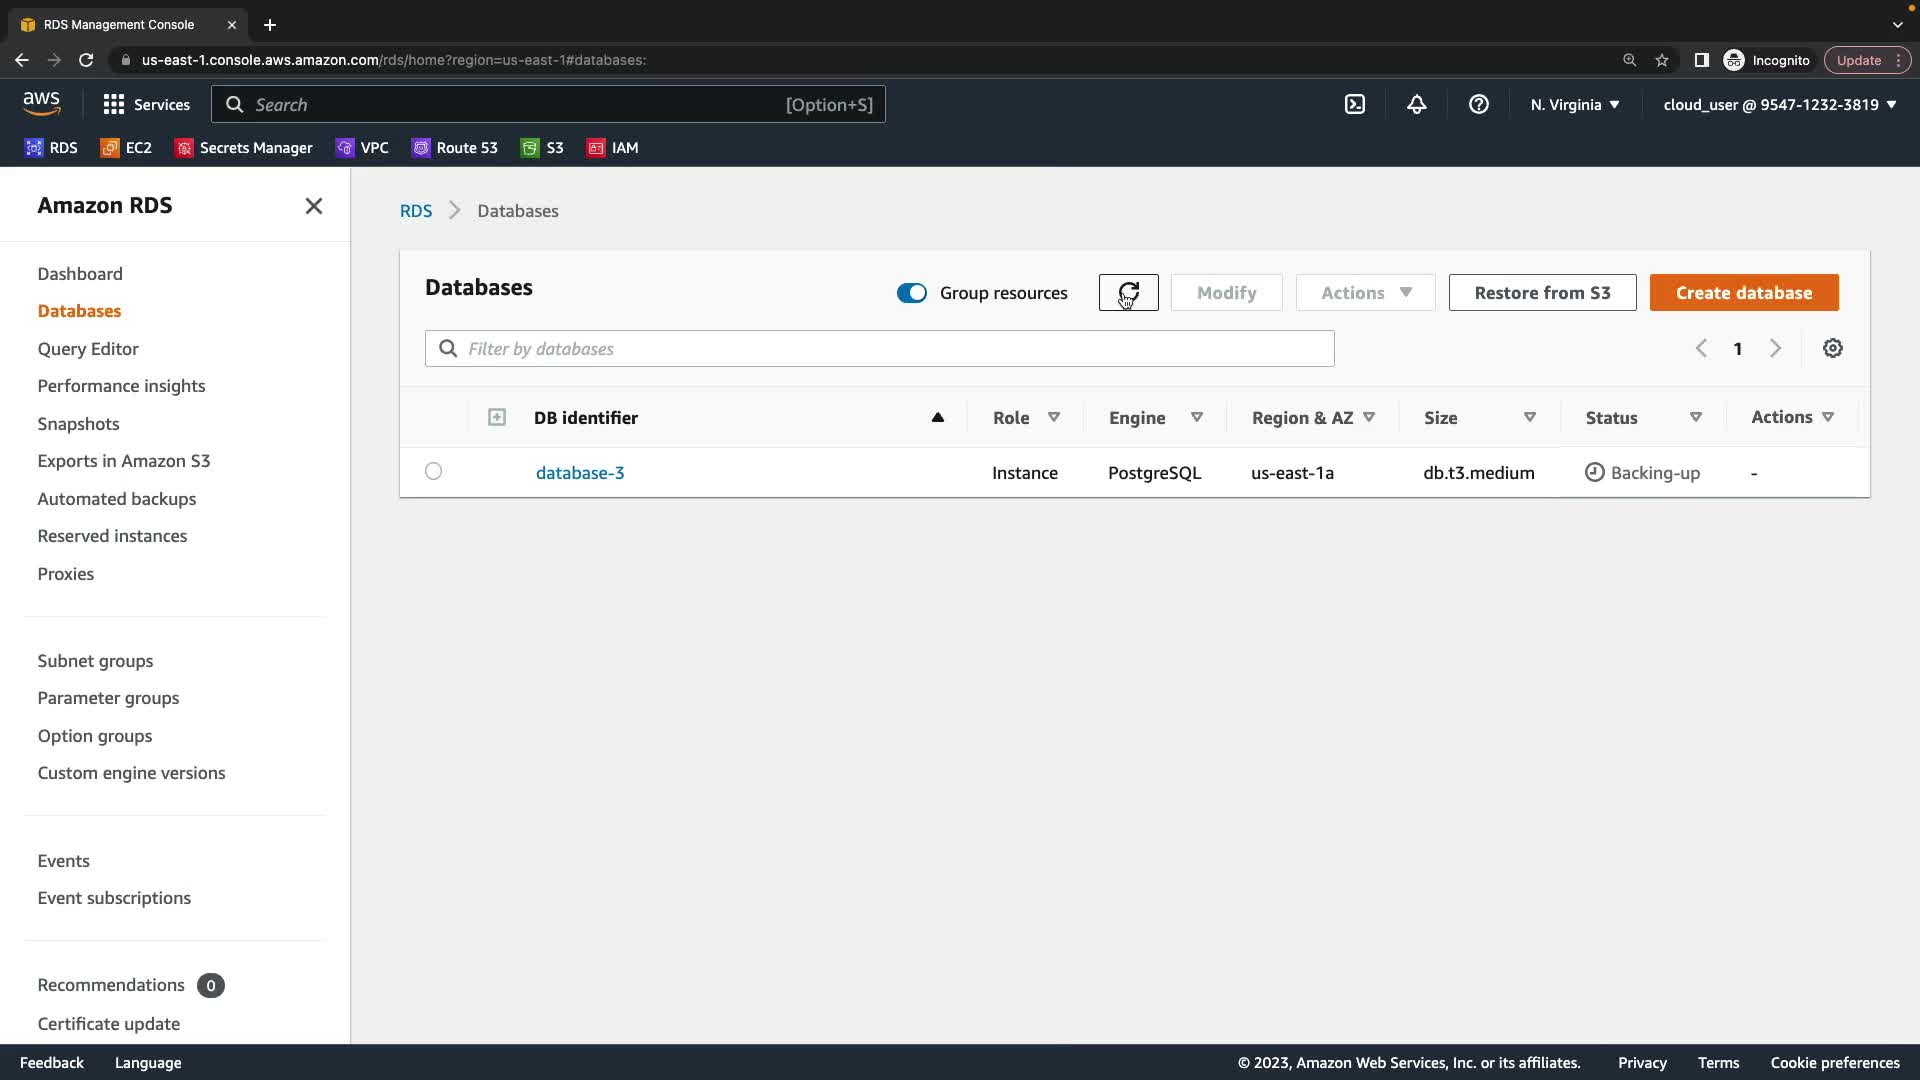 RDS Management Console
us-east-1.console.aws.amazon.com/rds/home?region=us-east-1#databases:
Incognito
Update
aws
Services
Search
[Option+S]
N. Virginia
cloud_user @ 9547-1232-3819
RDS
EC2
Secrets Manager
VPC
Route 53
S3
IAM
Amazon RDS
Dashboard
Databases
Query Editor
Performance insights
Snapshots
Exports in Amazon S3
Automated backups
Reserved instances
Proxies
Subnet groups
Parameter groups
Option groups
Custom engine versions
Events
Event subscriptions
Recommendations 0
Certificate update
RDS
Databases
Databases
Group resources
Modify
Actions
Restore from S3
Create database
Filter by databases
1
DB identifier
Role
Engine
Region & AZ
Size
Status
Actions
database-3
Instance
PostgreSQL
us-east-1a
db.t3.medium
Backing-up
-
Feedback
Language
© 2023, Amazon Web Services, Inc. or its affiliates.
Privacy
Terms
Cookie preferences